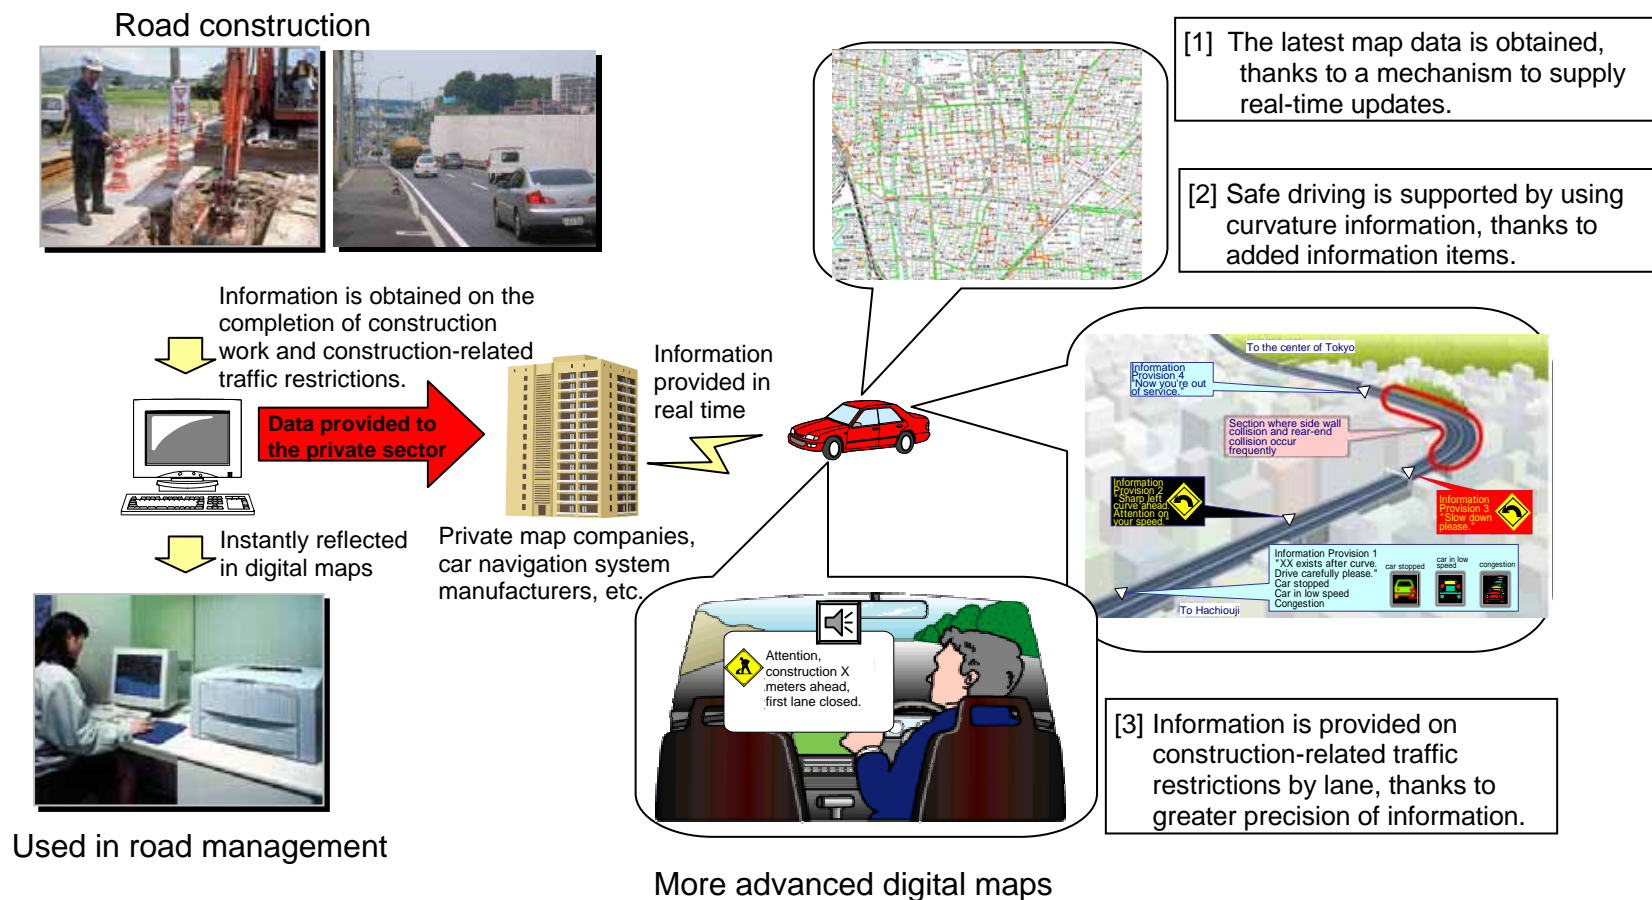 Road construction
[1] The latest map data is obtained,
thanks to a mechanism to supply
real-time updates.
[2] Safe driving is supported by using
curvature information, thanks to
added information items.
Information is obtained on the
completion of construction
work and construction-related
traffic restrictions.
Data provided to
the private sector
Information
provided in
real time
Private map companies,
car navigation system
manufacturers, etc.
Instantly reflected
in digital maps
Used in road management
To the center of Tokyo
Information
Provision 4
"Now you're out
of service."
Section where side wall
collision and rear-end
collision occur
frequently
Information
Provision 2
"Sharp left
curve ahead.
Attention on
your speed."
Information
Provision 3
"Slow down
please."
Information Provision 1
"XX exists after curve.
Drive carefully please."
Car stopped
Car in low speed
Congestion
car stopped
car in low
speed
congestion
To Hachiouji
Attention,
construction X
meters ahead,
first lane closed.
[3] Information is provided on
construction-related traffic
restrictions by lane, thanks to
greater precision of information.
More advanced digital maps